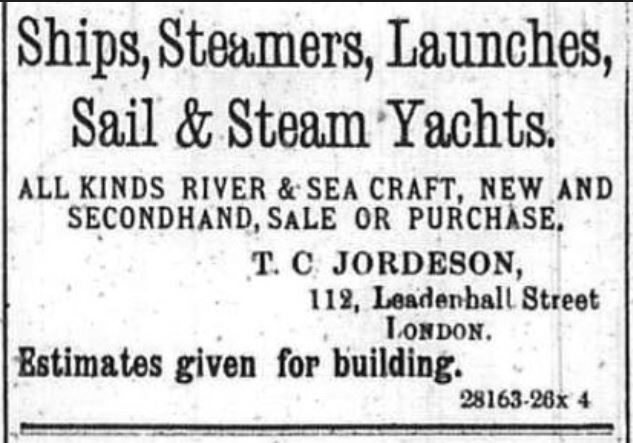 Ships, Steamers, Launches,
Sail & Steam Yachts.
ALL KINDS RIVER & SEA CRAFT, NEW AND
SECONDHAND, SALE OR PURCHASE.
T. C JORDESON,
112, Leadenhall Street
LONDON.
Estimates given for building.
28163-26x 4